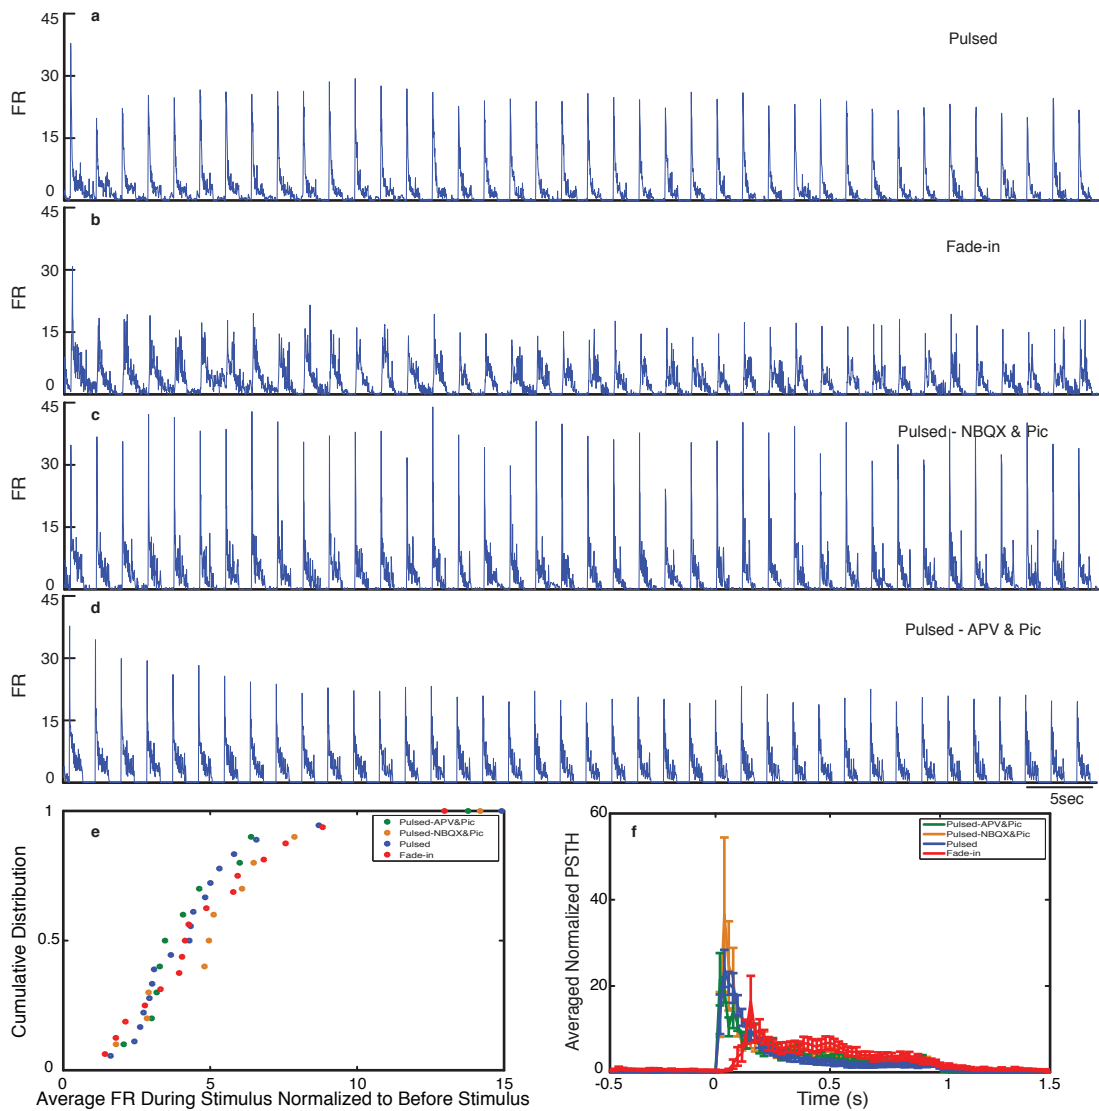 a
Pulsed
45
30
15
0
FR
b
Fade-in
45
30
15
0
FR
c
Pulsed - NBQX & Pic
45
30
15
0
FR
d
Pulsed - APV & Pic
45
30
15
0
FR
5sec
e
Pulsed-APV&Pic
Pulsed-NBQX&Pic
Pulsed
Fade-in
1
0.5
0
5
10
15
Cumulative Distribution
Average FR During Stimulus Normalized to Before Stimulus
f
Pulsed-APV&Pic
Pulsed-NBQX&Pic
Pulsed
Fade-in
60
40
20
0
-0.5
0
0.5
1
1.5
Averaged Normalized PSTH
Time (s)